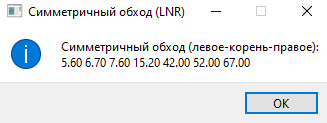 Симметричный обход (LNR)
Симметричный обход (левое-корень-правое):
5.60 6.70 7.60 15.20 42.00 52.00 67.00
OK